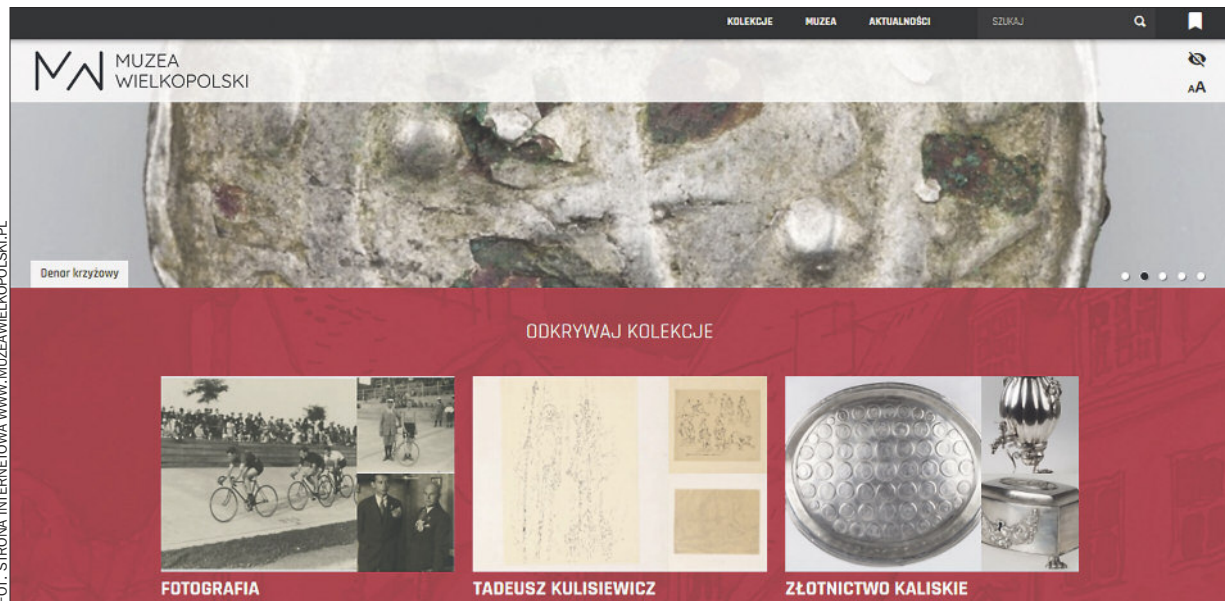 KOLEKCJE MUZEA AKTUALNOŚCI SZUKAJ
MUZEA
WIELKOPOLSKI
AA
Denar krzyżowy
ODKRYWAJ KOLEKCJE
FOTOGRAFIA
TADEUSZ KULISIEWICZ
ZŁOTNICTWO KALISKIE
FOT. STRONA INTERNETOWA WWW.MUZEAWIELKOPOLSKI.PL